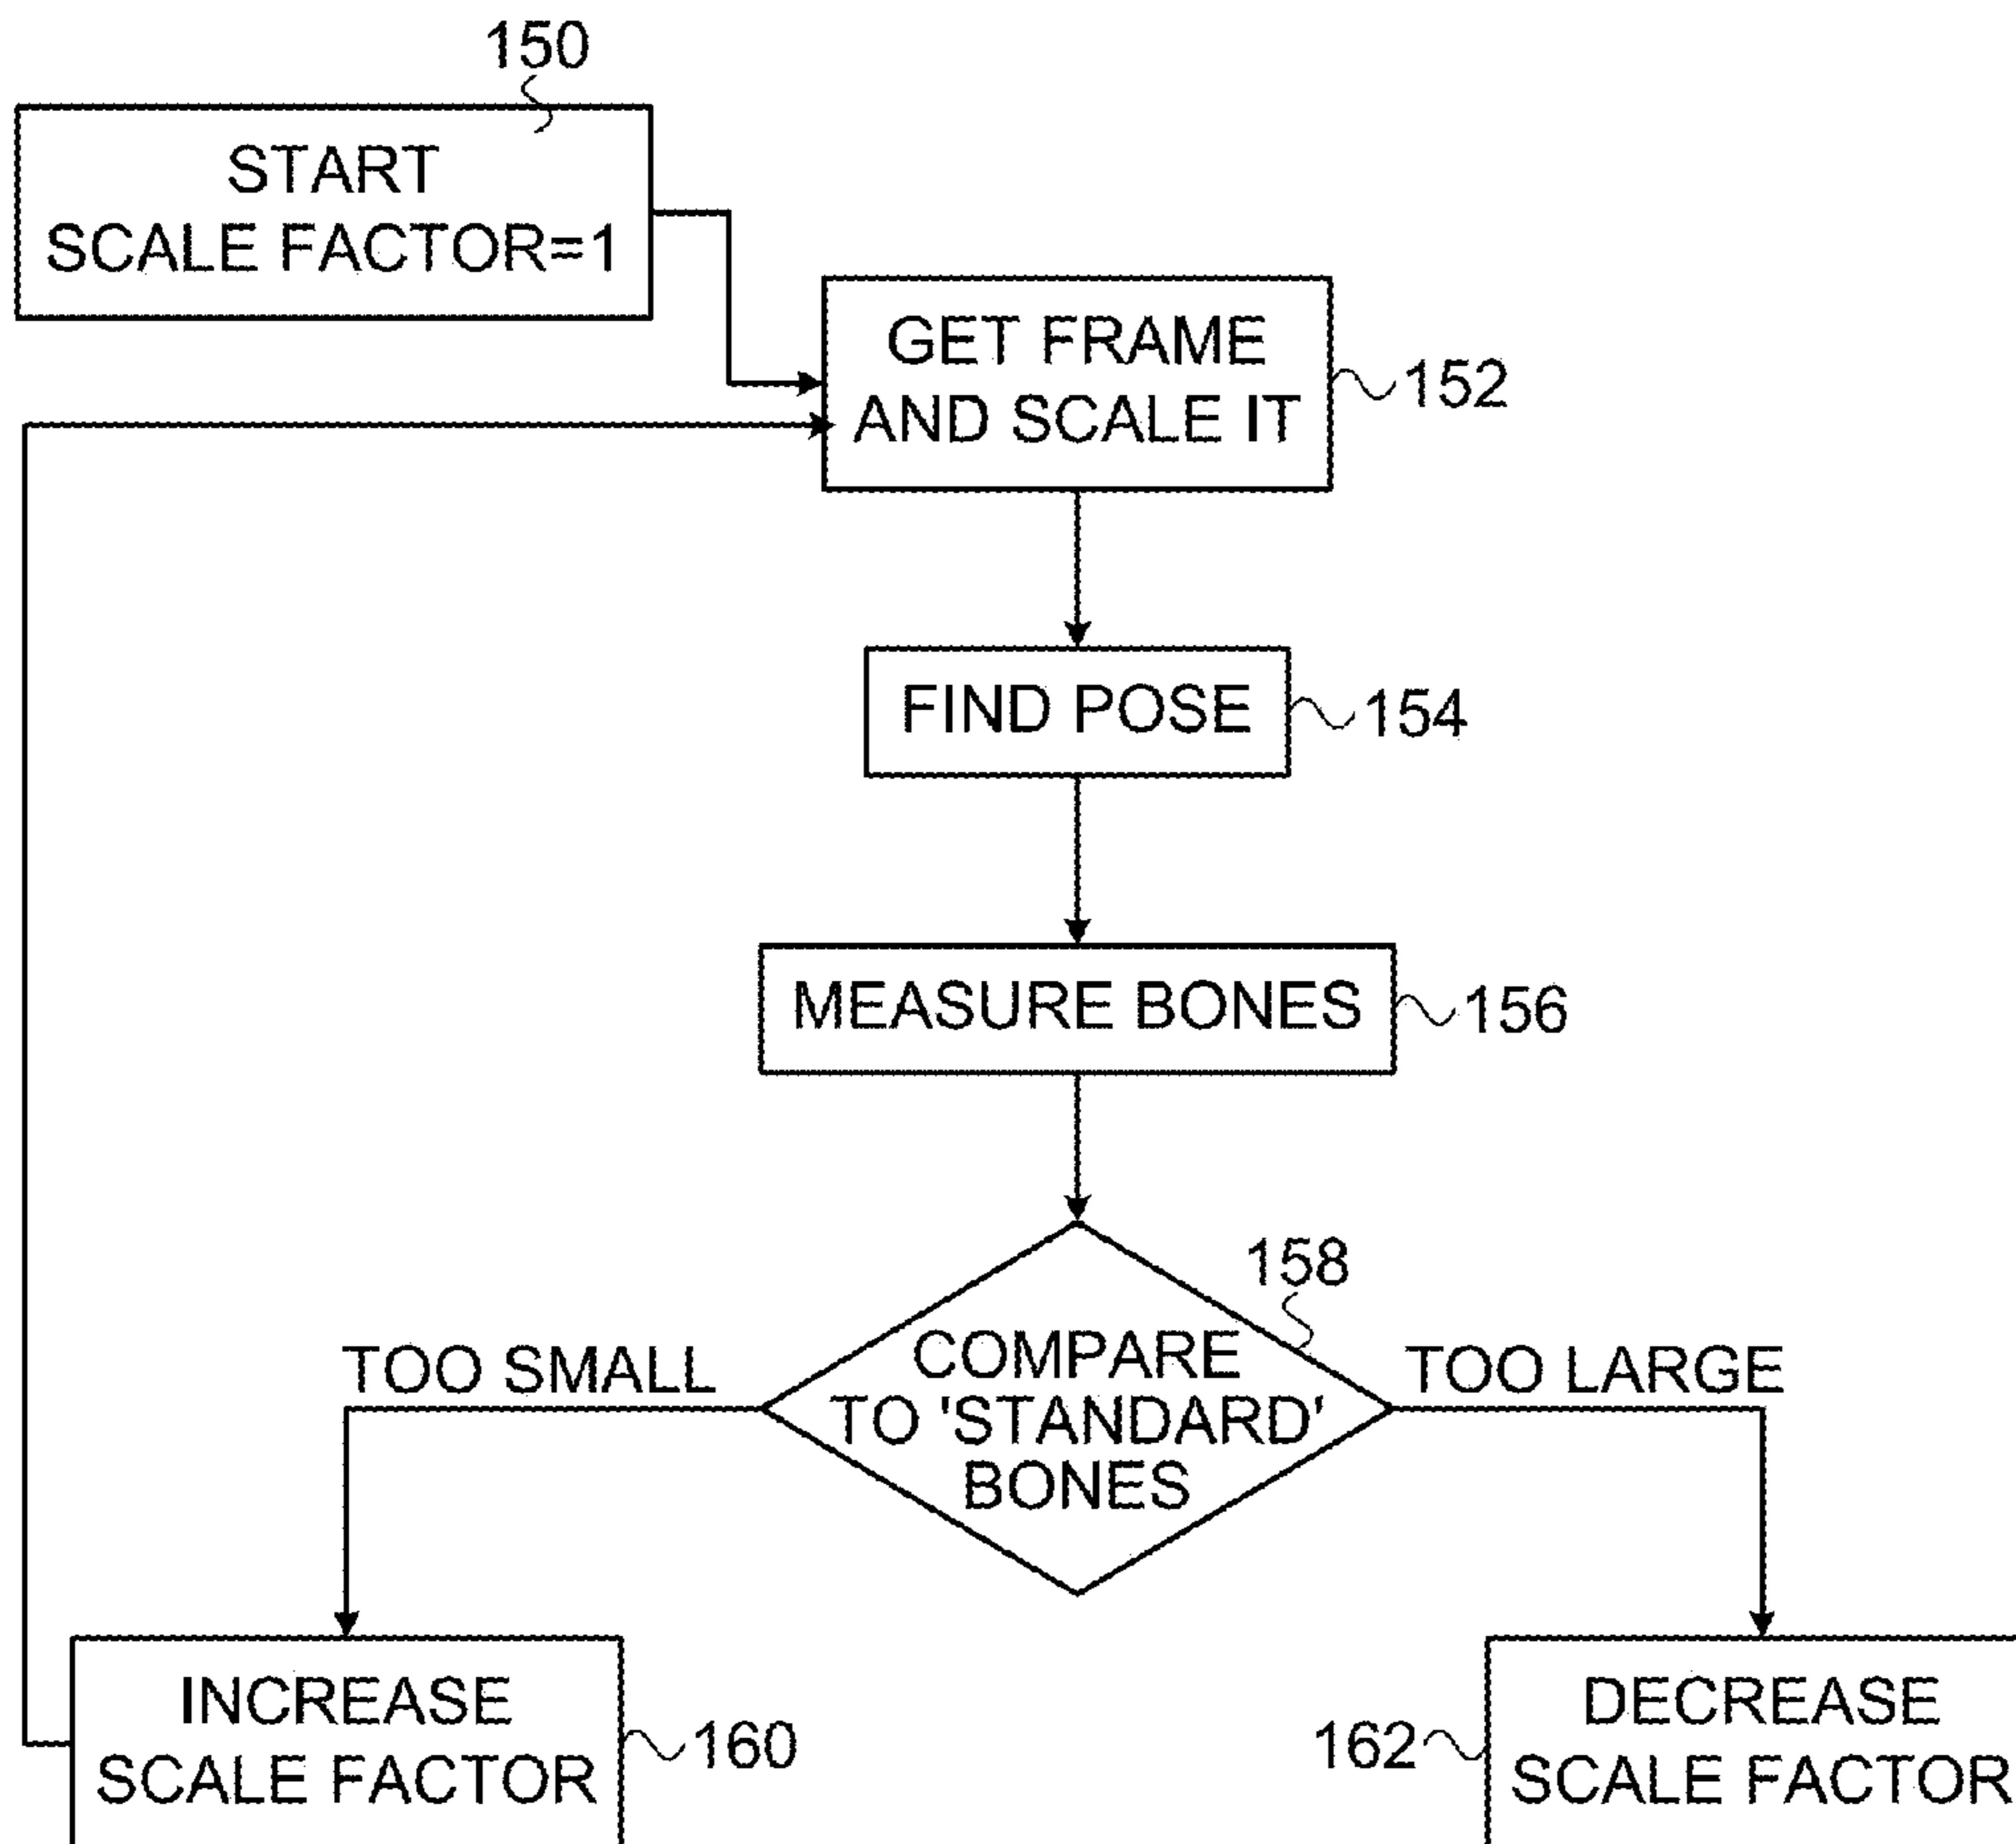 150
START
SCALE FACTOR=1
GET FRAME
AND SCALE IT
152
FIND POSE
154
MEASURE BONES
156
158
COMPARE
TO 'STANDARD'
BONES
TOO SMALL
TOO LARGE
INCREASE
SCALE FACTOR
160
162
DECREASE
SCALE FACTOR